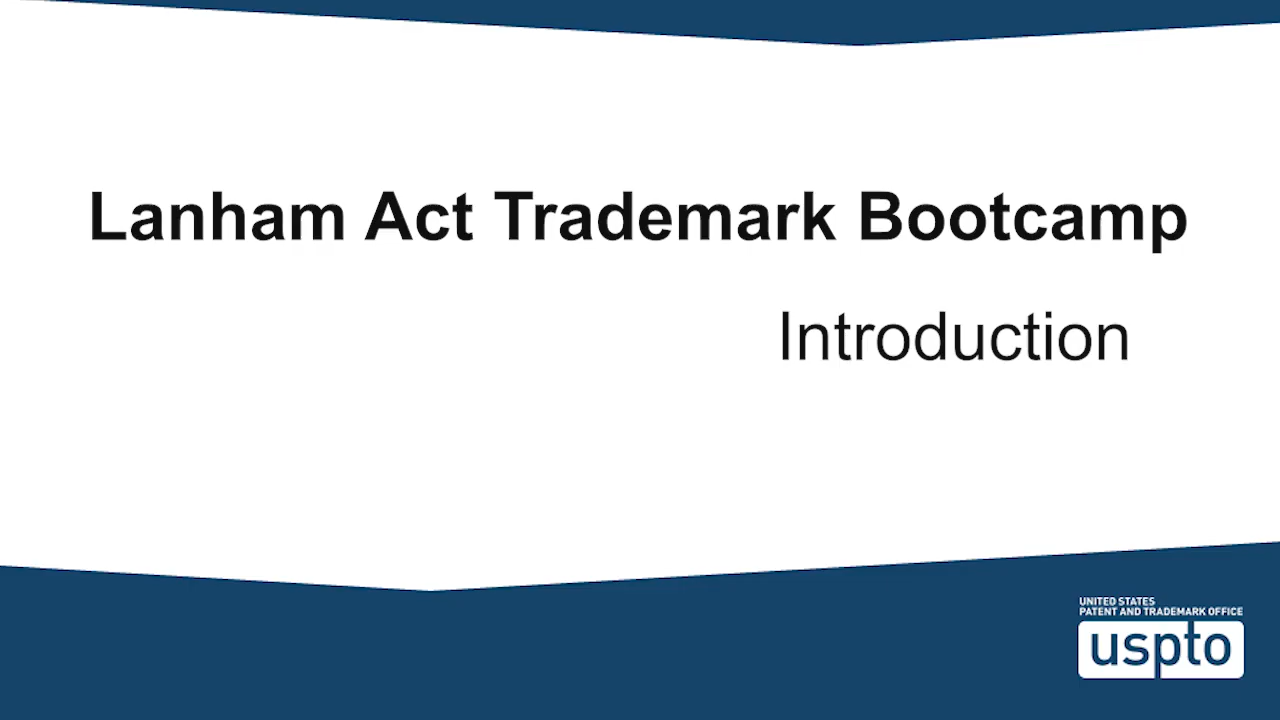 Lanham Act Trademark Bootcamp
Introduction
UNITED STATES
PATENT AND TRADEMARK OFFICE
uspto